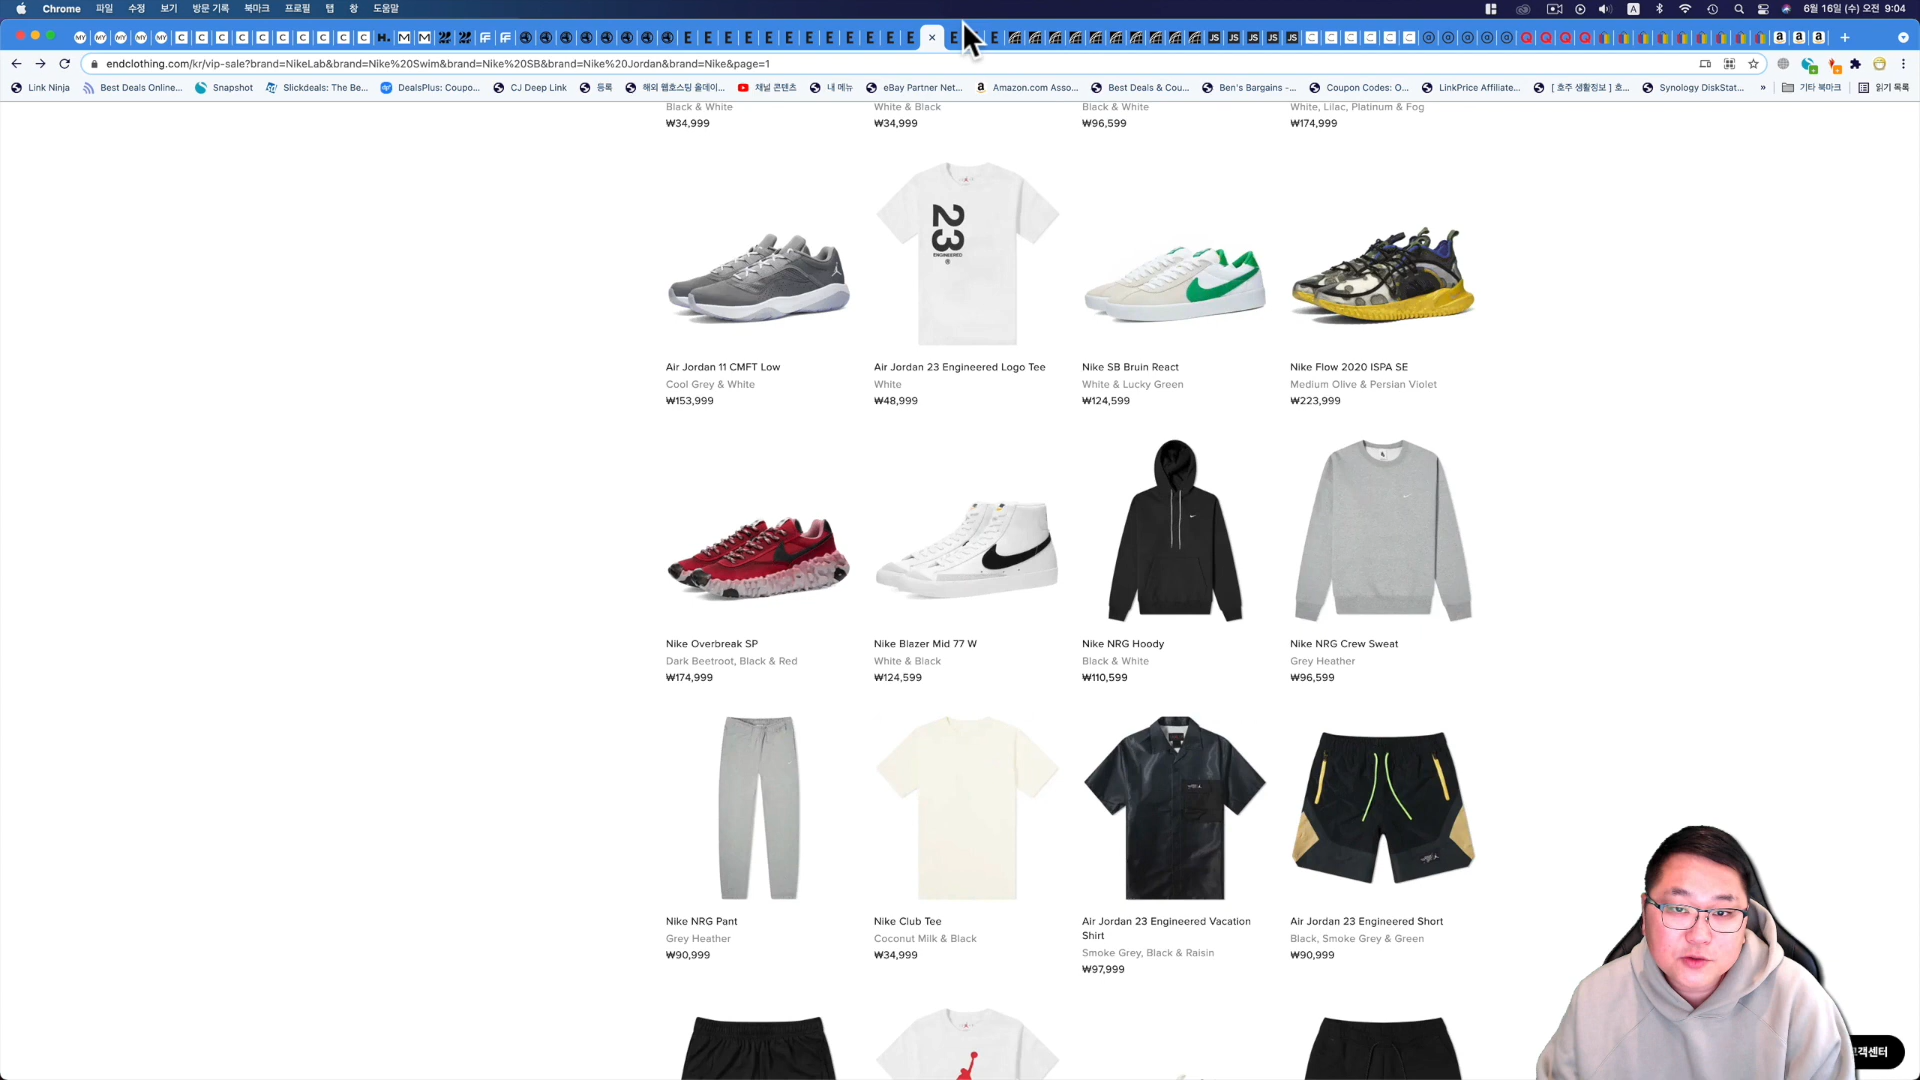 Chrome 파일 수정 보기 방문 기록 북마크 프로필 탭 창 도움말 6월 16일 (수) 오전 9:04
endclothing.com/kr/vip-sale?brand=NikeLab&brand=Nike%20Swim&brand=Nike%20SB&brand=Nike%20Jordan&brand=Nike&page=1
Link Ninja Best Deals Online... Snapshot Slickdeals: The Be... DealsPlus: Coupo... CJ Deep Link 등록 해외 웹호스팅 올데이... 채널 콘텐츠 내 메뉴 eBay Partner Net... Amazon.com Asso... Best Deals & Cou... Ben's Bargains -... Coupon Codes: O... LinkPrice Affiliate... [ 호주 생활정보 ] 호... Synology DiskStat... » 기타 북마크 읽기 목록
Black & White White & Black Black & White White, Lilac, Platinum & Fog
₩34,999 ₩34,999 ₩96,599 ₩174,999
23
ENGINEERED
Air Jordan 11 CMFT Low Air Jordan 23 Engineered Logo Tee Nike SB Bruin React Nike Flow 2020 ISPA SE
Cool Grey & White White White & Lucky Green Medium Olive & Persian Violet
₩153,999 ₩48,999 ₩124,599 ₩223,999
Nike Overbreak SP Nike Blazer Mid 77 W Nike NRG Hoody Nike NRG Crew Sweat
Dark Beetroot, Black & Red White & Black Black & White Grey Heather
₩174,999 ₩124,599 ₩110,599 ₩96,599
Nike NRG Pant Nike Club Tee Air Jordan 23 Engineered Vacation Shirt Air Jordan 23 Engineered Short
Grey Heather Coconut Milk & Black Smoke Grey, Black & Raisin Black, Smoke Grey & Green
₩90,999 ₩34,999 ₩97,999 ₩90,999
고객센터